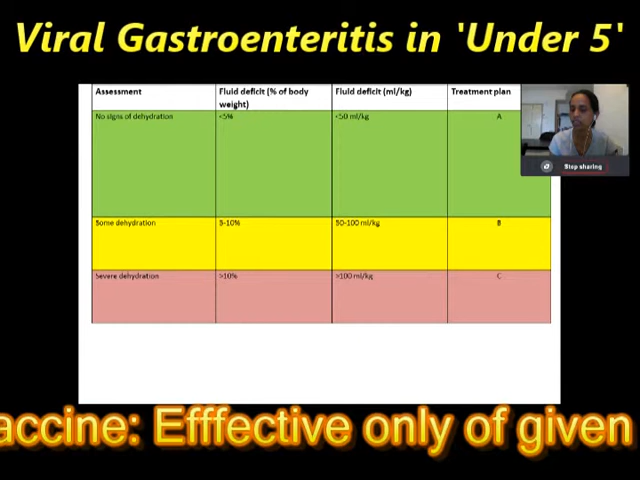 Viral Gastroenteritis in 'Under 5'
Assessment Fluid deficit (% of body weight) Fluid deficit (ml/kg) Treatment plan
No signs of dehydration <5% <50 ml/kg A
Some dehydration 5-10% 50-100 ml/kg B
Severe dehydration >10% >100 ml/kg C
Stop sharing
accine: Efffective only of given